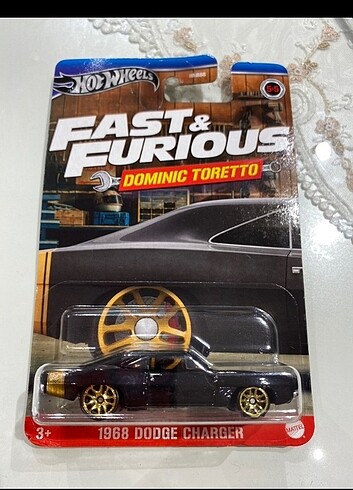 Hot Wheels
5/5
FAST &
FURIOUS
DOMINIC TORETTO
3+
1968 DODGE CHARGER
MATTEL